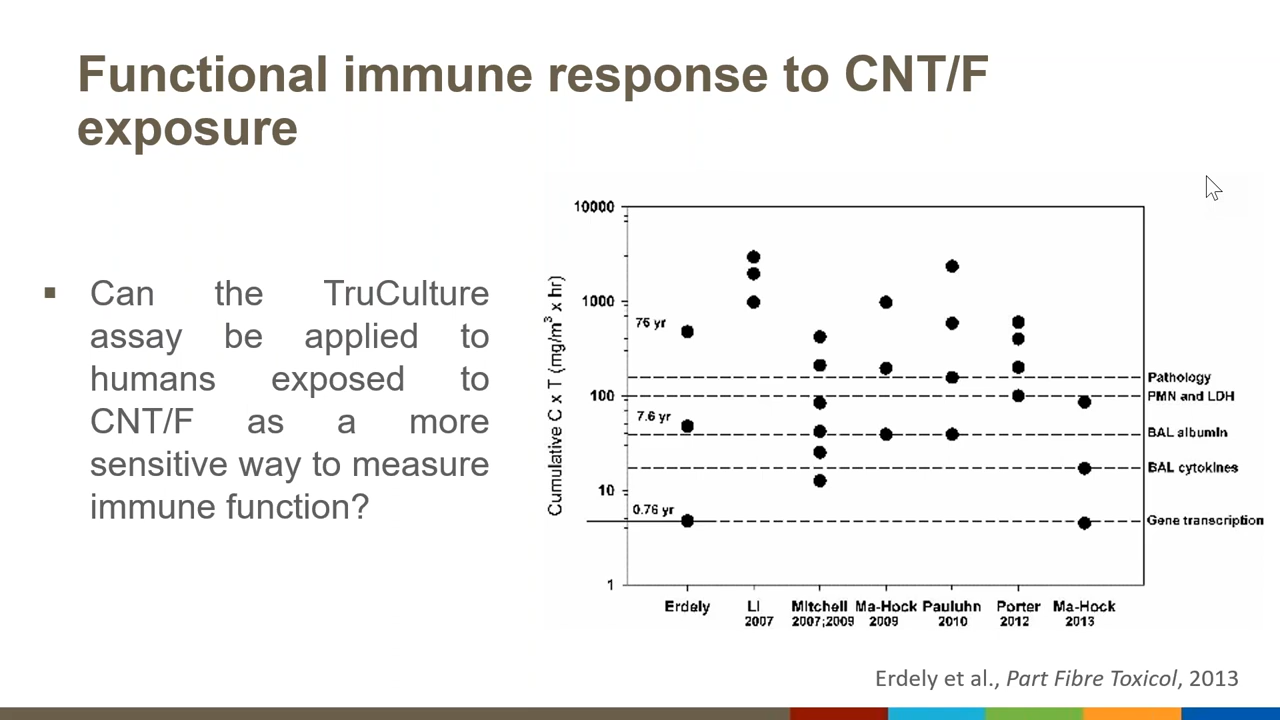 Functional immune response to CNT/F
exposure
▪ Can the TruCulture
assay be applied to
humans exposed to
CNT/F as a more
sensitive way to measure
immune function?
Cumulative C x T (mg/m³ x hr)
10000
1000
100
10
1
76 yr
7.6 yr
0.76 yr
Pathology
PMN and LDH
BAL albumin
BAL cytokines
Gene transcription
Erdely
Li
2007
Mitchell
2007;2009
Ma-Hock
2009
Pauluhn
2010
Porter
2012
Ma-Hock
2013
Erdely et al., Part Fibre Toxicol, 2013